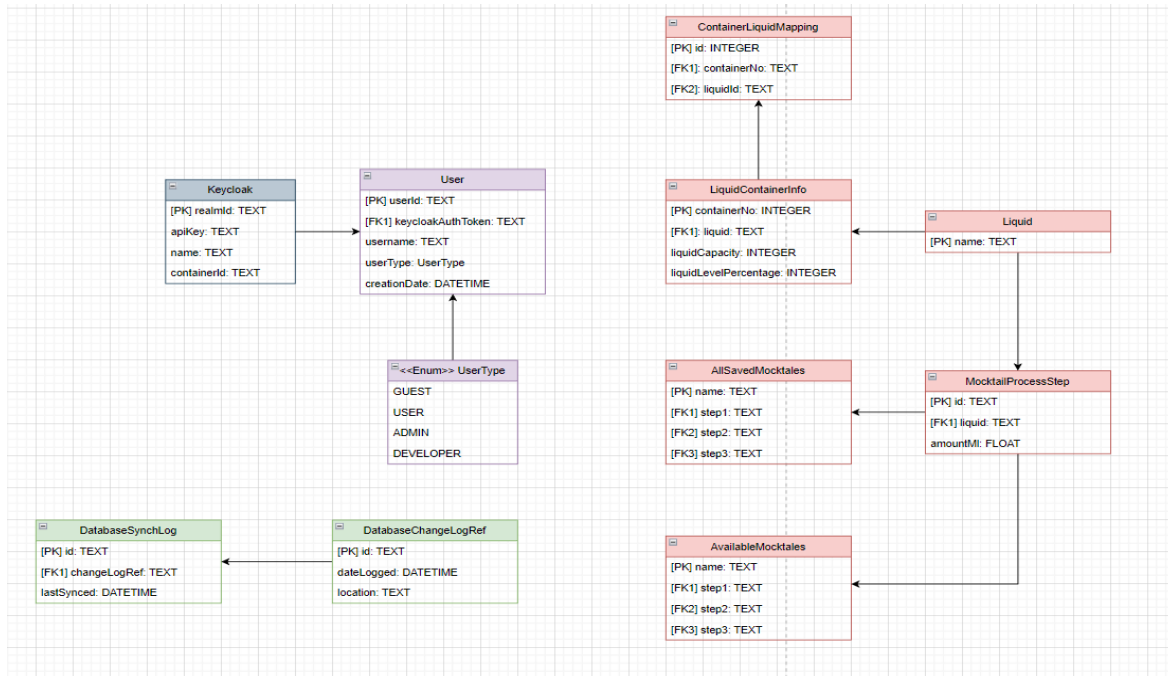 ContainerLiquidMapping
[PK] id: INTEGER
[FK1]: containerNo: TEXT
[FK2]: liquidId: TEXT
Keycloak
[PK] realmId: TEXT
apiKey: TEXT
name: TEXT
containerId: TEXT
User
[PK] userId: TEXT
[FK1] keycloakAuthToken: TEXT
username: TEXT
userType: UserType
creationDate: DATETIME
LiquidContainerInfo
[PK] containerNo: INTEGER
[FK1]: liquid: TEXT
liquidCapacity: INTEGER
liquidLevelPercentage: INTEGER
Liquid
[PK] name: TEXT
<<Enum>> UserType
GUEST
USER
ADMIN
DEVELOPER
AllSavedMocktales
[PK] name: TEXT
[FK1] step1: TEXT
[FK2] step2: TEXT
[FK3] step3: TEXT
MocktailProcessStep
[PK] id: TEXT
[FK1] liquid: TEXT
amountMl: FLOAT
DatabaseSynchLog
[PK] id: TEXT
[FK1] changeLogRef: TEXT
lastSynced: DATETIME
DatabaseChangeLogRef
[PK] id: TEXT
dateLogged: DATETIME
location: TEXT
AvailableMocktales
[PK] name: TEXT
[FK1] step1: TEXT
[FK2] step2: TEXT
[FK3] step3: TEXT